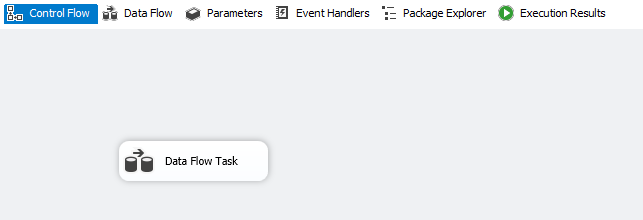 Control Flow Data Flow Parameters Event Handlers Package Explorer Execution Results
Data Flow Task